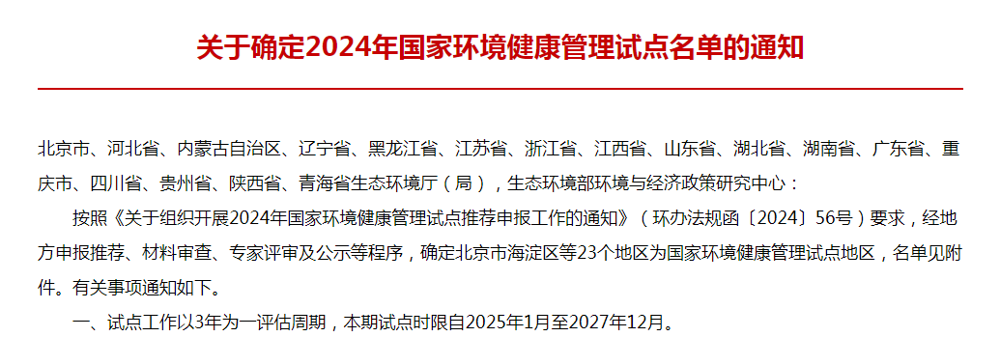 关于确定2024年国家环境健康管理试点名单的通知
北京市、河北省、内蒙古自治区、辽宁省、黑龙江省、江苏省、浙江省、江西省、山东省、湖北省、湖南省、广东省、重
庆市、四川省、贵州省、陕西省、青海省生态环境厅（局），生态环境部环境与经济政策研究中心：
按照《关于组织开展2024年国家环境健康管理试点推荐申报工作的通知》（环办法规函〔2024〕56号）要求，经地
方申报推荐、材料审查、专家评审及公示等程序，确定北京市海淀区等23个地区为国家环境健康管理试点地区，名单见附
件。有关事项通知如下。
一、试点工作以3年为一评估周期，本期试点时限自2025年1月至2027年12月。